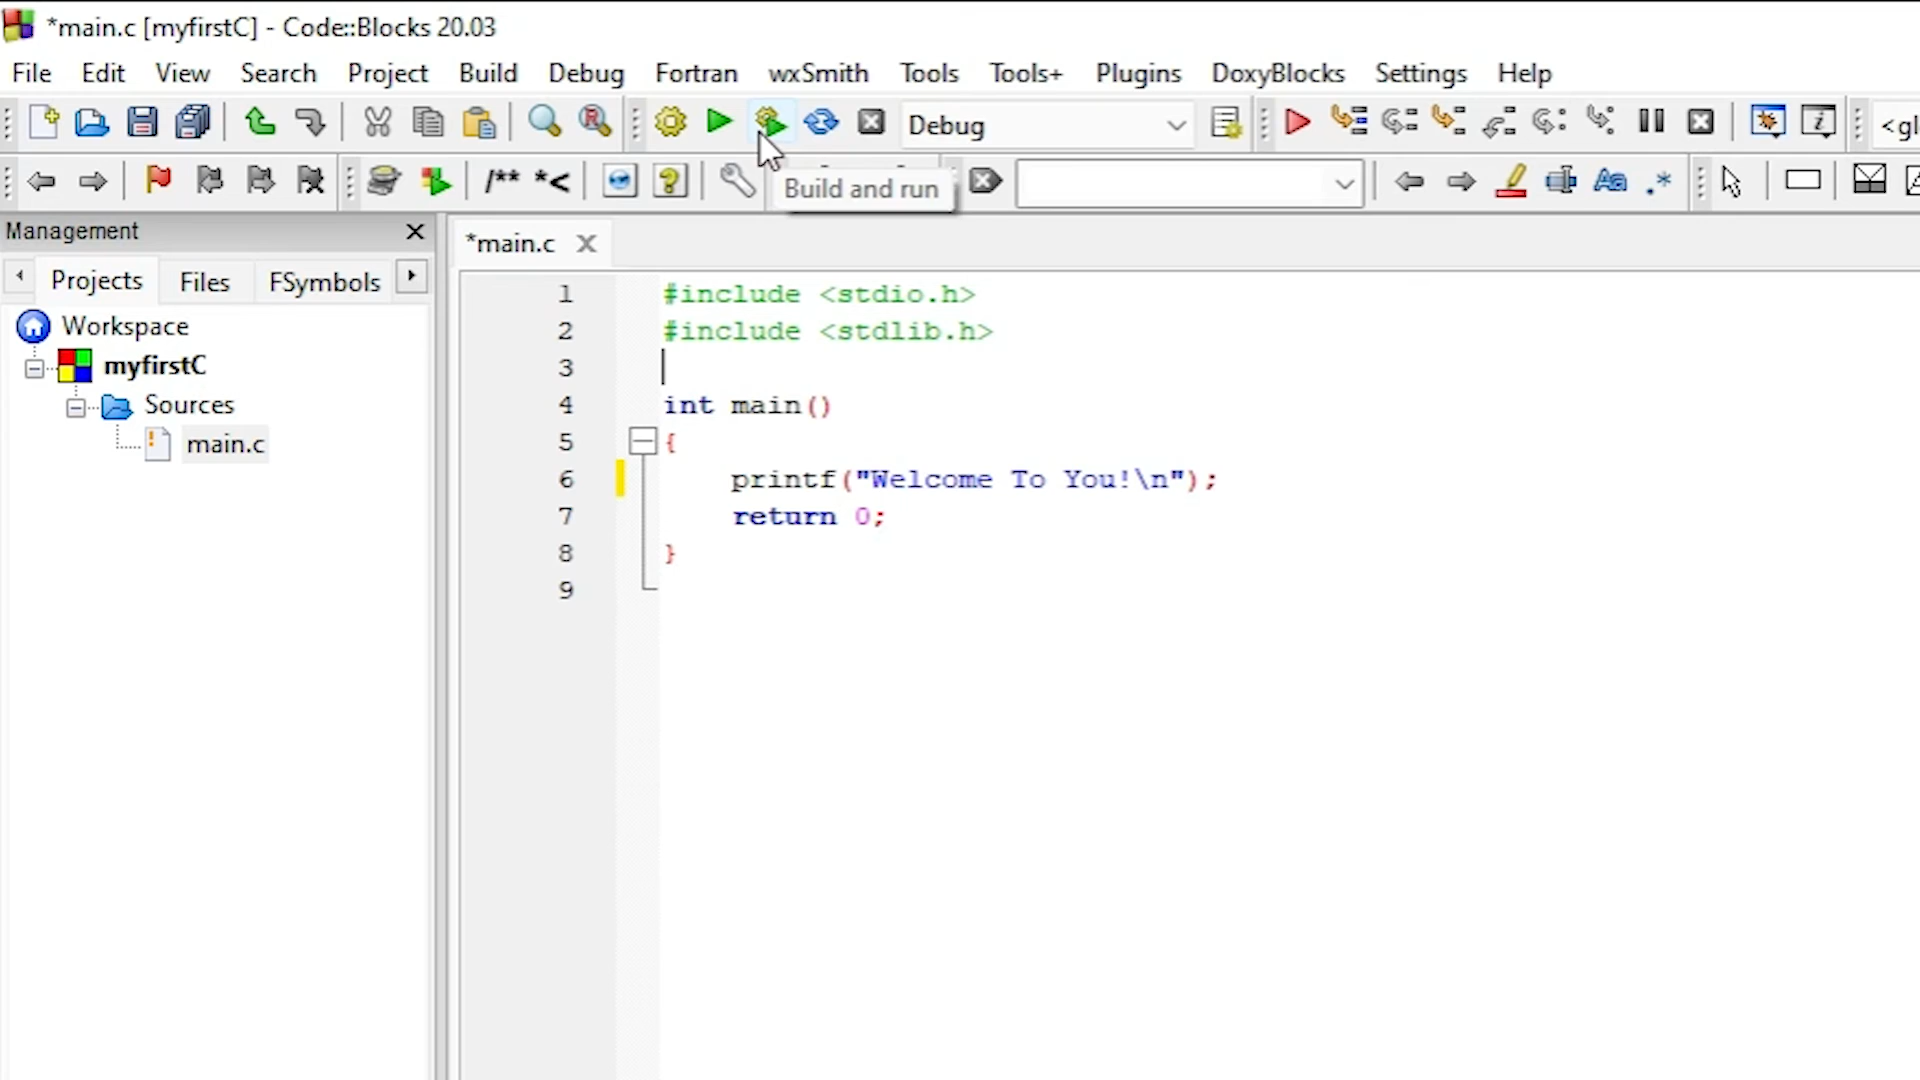 *main.c [myfirstC] - Code::Blocks 20.03
File Edit View Search Project Build Debug Fortran wxSmith Tools Tools+ Plugins DoxyBlocks Settings Help
Debug
/** *<
Build and run
Aa .*
Management
*main.c
Projects Files FSymbols
Workspace
myfirstC
Sources
main.c
1 #include <stdio.h>
2 #include <stdlib.h>
3
4 int main()
5 {
6 printf("Welcome To You!\n");
7 return 0;
8 }
9